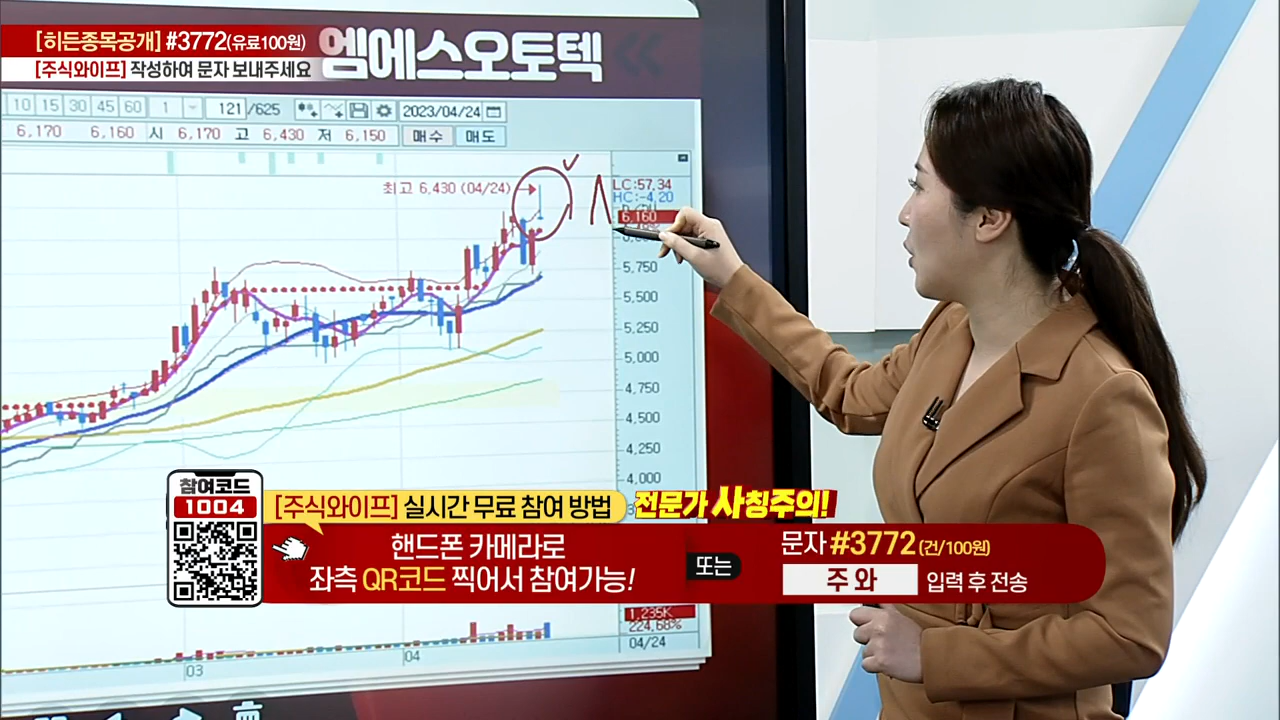 [히든종목공개] #3772(유료100원)
[주식와이프] 작성하여 문자 보내주세요
엠에스오토텍
10 15 30 45 60 1 121/625 2023/04/24
6,170 6,160 시 6,170 고 6,430 저 6,150 매수 매도
최고 6,430 (04/24)
LC:57.34
HC:-4.20
6,160
5,750
5,500
5,250
5,000
4,750
4,500
4,250
4,000
참여코드
1004
[주식와이프] 실시간 무료 참여 방법
전문가 사칭주의!
핸드폰 카메라로
좌측 QR코드 찍어서 참여가능!
또는
문자 #3772 (건/100원)
주 와 입력 후 전송
1,235K
224.68%
03
04
04/24